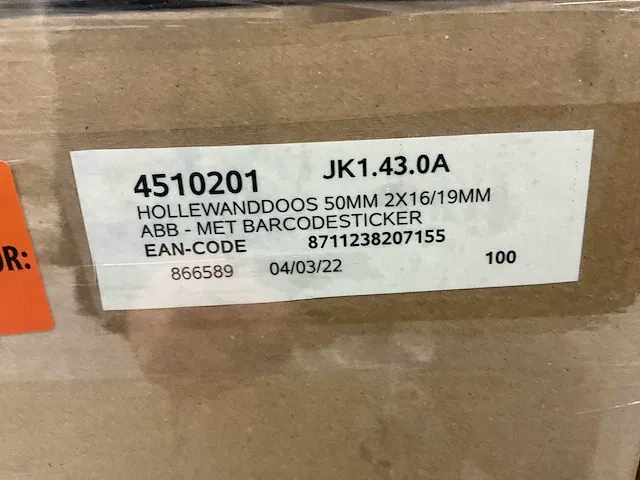 4510201 JK1.43.0A
HOLLEWANDDOOS 50MM 2X16/19MM
ABB - MET BARCODESTICKER
EAN-CODE 8711238207155
866589 04/03/22 100
R: